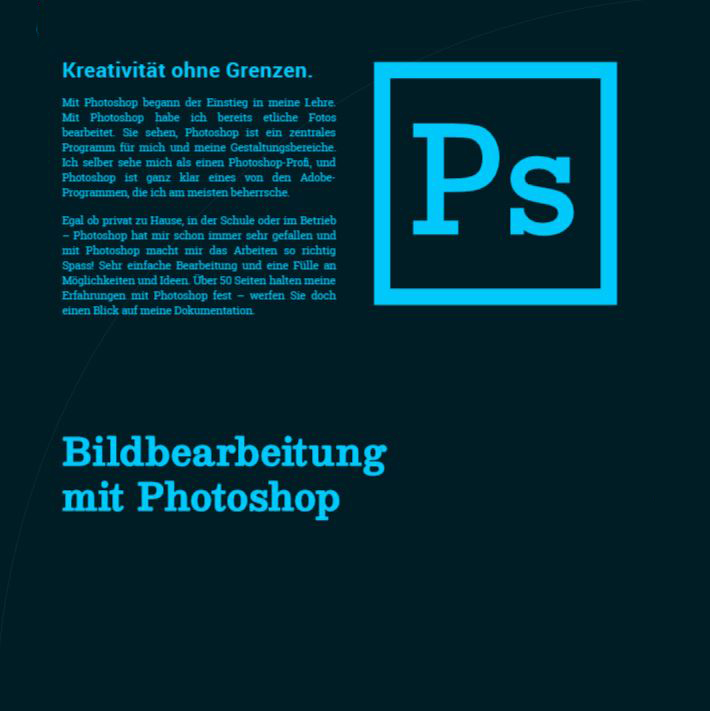 Kreativität ohne Grenzen.
Mit Photoshop begann der Einstieg in meine Lehre.
Mit Photoshop habe ich bereits etliche Fotos
bearbeitet. Sie sehen, Photoshop ist ein zentrales
Programm für mich und meine Gestaltungsbereiche.
Ich selber sehe mich als einen Photoshop-Profi, und
Photoshop ist ganz klar eines von den Adobe-
Programmen, die ich am meisten beherrsche.
Egal ob privat zu Hause, in der Schule oder im Betrieb
– Photoshop hat mir schon immer sehr gefallen und
mit Photoshop macht mir das Arbeiten so richtig
Spass! Sehr einfache Bearbeitung und eine Fülle an
Möglichkeiten und Ideen. Über 50 Seiten halten meine
Erfahrungen mit Photoshop fest – werfen Sie doch
einen Blick auf meine Dokumentation.
Ps
Bildbearbeitung
mit Photoshop